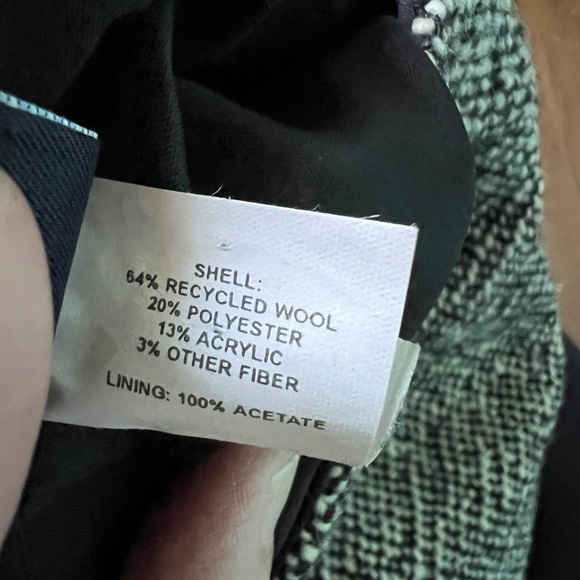 SHELL:
64% RECYCLED WOOL
20% POLYESTER
13% ACRYLIC
3% OTHER FIBER
LINING: 100% ACETATE